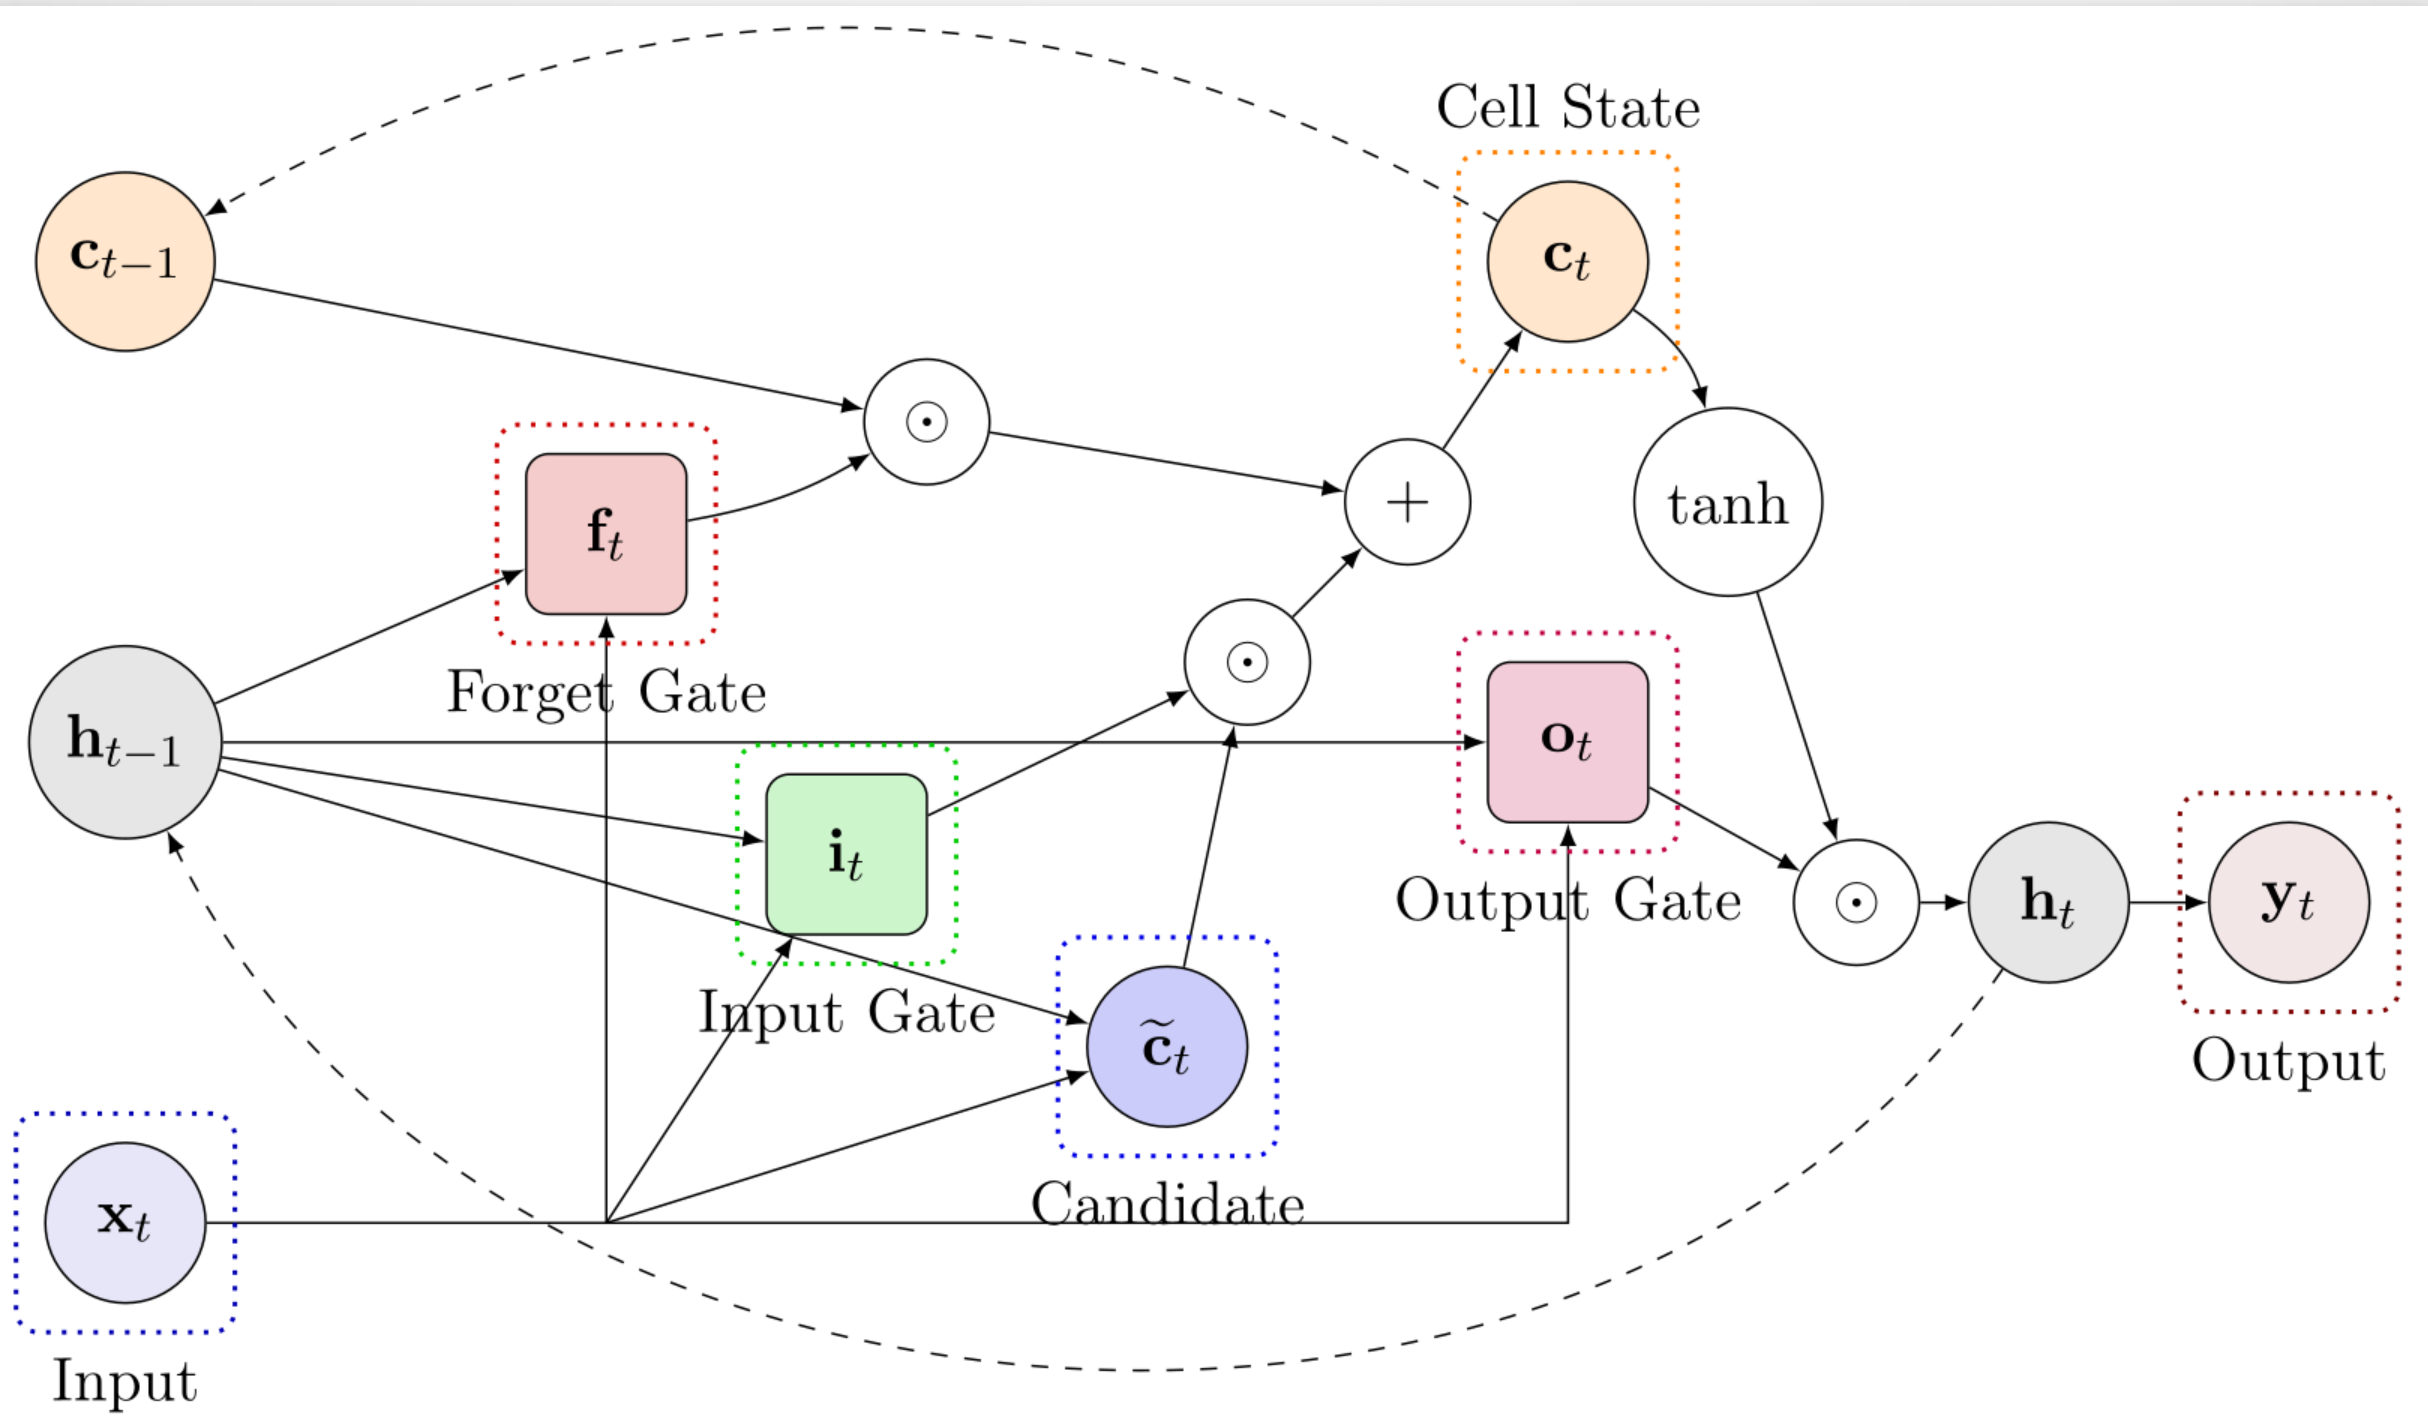 Cell State
c_{t−1}
c_t
⊙
f_t
+
tanh
Forget Gate
⊙
h_{t−1}
o_t
i_t
Output Gate
⊙
h_t
y_t
Input Gate
c̃_t
Output
x_t
Candidate
Input